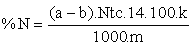 %N = (a − b).Ntc.14.100.k
1000.m